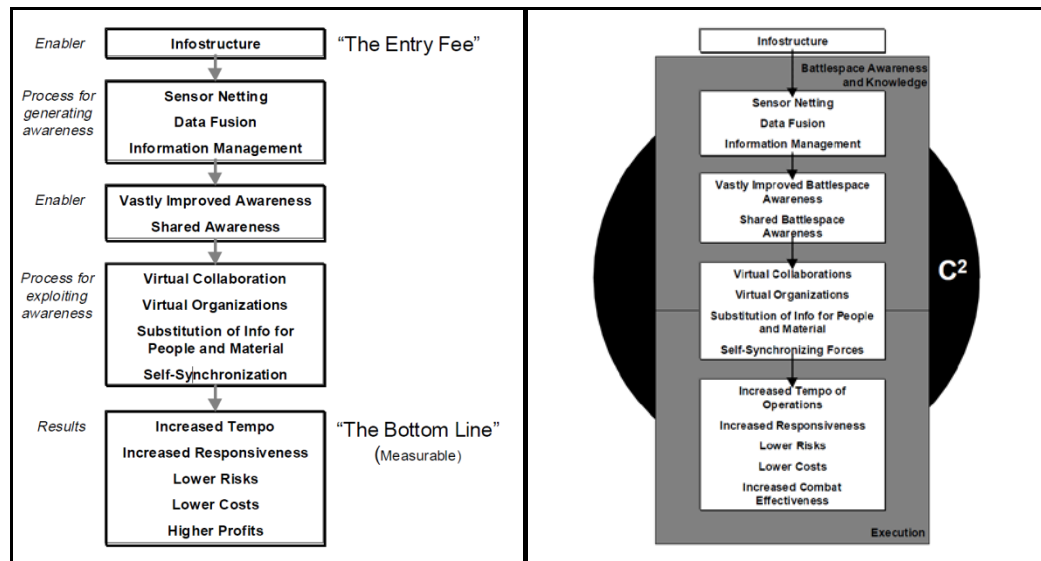 Enabler
Infostructure
“The Entry Fee”
Process for
generating
awareness
Sensor Netting
Data Fusion
Information Management
Enabler
Vastly Improved Awareness
Shared Awareness
Process for
exploiting
awareness
Virtual Collaboration
Virtual Organizations
Substitution of Info for
People and Material
Self-Synchronization
Results
Increased Tempo
Increased Responsiveness
Lower Risks
Lower Costs
Higher Profits
“The Bottom Line”
(Measurable)
Infostructure
Battlespace Awareness
and Knowledge
Sensor Netting
Data Fusion
Information Management
Vastly Improved Battlespace
Awareness
Shared Battlespace
Awareness
C²
Virtual Collaborations
Virtual Organizations
Substitution of Info for People
and Material
Self-Synchronizing Forces
Increased Tempo of
Operations
Increased Responsiveness
Lower Risks
Lower Costs
Increased Combat
Effectiveness
Execution